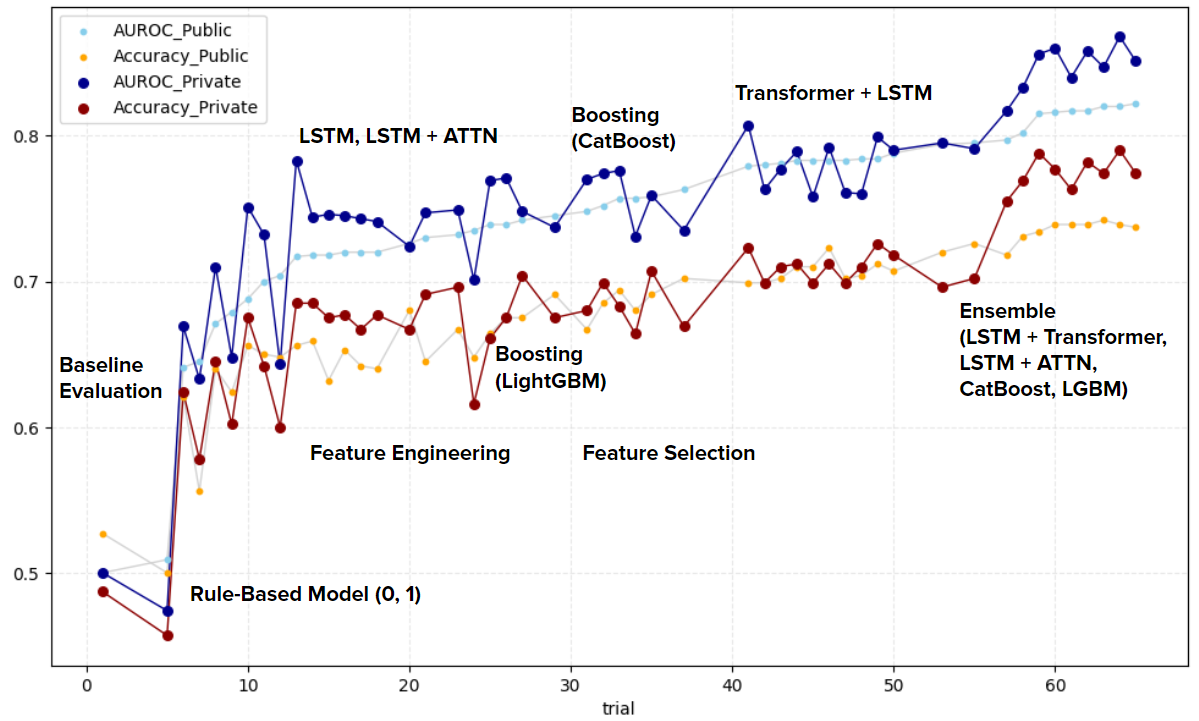 AUROC_Public
Accuracy_Public
AUROC_Private
Accuracy_Private
LSTM, LSTM + ATTN
Boosting
(CatBoost)
Transformer + LSTM
Baseline
Evaluation
Boosting
(LightGBM)
Ensemble
(LSTM + Transformer,
LSTM + ATTN,
CatBoost, LGBM)
Feature Engineering
Feature Selection
Rule-Based Model (0, 1)
0.8
0.7
0.6
0.5
0
10
20
30
40
50
60
trial